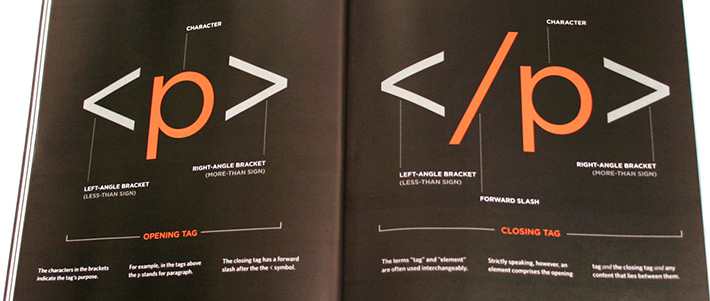 CHARACTER
<p>
LEFT-ANGLE BRACKET
(LESS-THAN SIGN)
RIGHT-ANGLE BRACKET
(MORE-THAN SIGN)
OPENING TAG
The characters in the brackets
indicate the tag's purpose.
For example, in the tags above
the p stands for paragraph.
The closing tag has a forward
slash after the the < symbol.
CHARACTER
</p>
LEFT-ANGLE BRACKET
(LESS-THAN SIGN)
RIGHT-ANGLE BRACKET
(MORE-THAN SIGN)
FORWARD SLASH
CLOSING TAG
The terms "tag" and "element"
are often used interchangeably.
Strictly speaking, however, an
element comprises the opening
tag and the closing tag and any
content that lies between them.